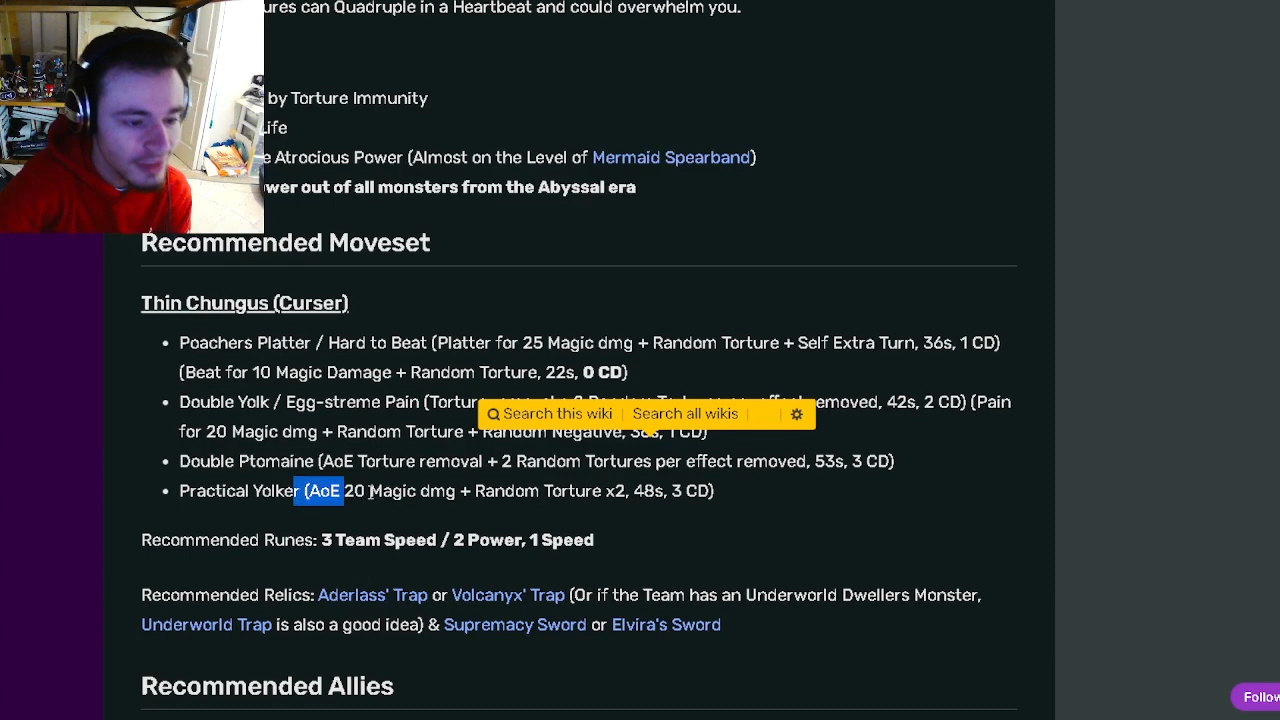 ures can Quadruple in a Heartbeat and could overwhelm you.
by Torture Immunity
Life
e Atrocious Power (Almost on the Level of Mermaid Spearband)
wer out of all monsters from the Abyssal era
Recommended Moveset
Thin Chungus (Curser)
• Poachers Platter / Hard to Beat (Platter for 25 Magic dmg + Random Torture + Self Extra Turn, 36s, 1 CD)
(Beat for 10 Magic Damage + Random Torture, 22s, 0 CD)
• Double Yolk / Egg-streme Pain (Torture removed, 42s, 2 CD) (Pain
Search this wiki Search all wikis
for 20 Magic dmg + Random Torture + Random Negative, 36s, 1 CD)
• Double Ptomaine (AoE Torture removal + 2 Random Tortures per effect removed, 53s, 3 CD)
• Practical Yolker (AoE 20 Magic dmg + Random Torture x2, 48s, 3 CD)
Recommended Runes: 3 Team Speed / 2 Power, 1 Speed
Recommended Relics: Aderlass' Trap or Volcanyx' Trap (Or if the Team has an Underworld Dwellers Monster,
Underworld Trap is also a good idea) & Supremacy Sword or Elvira's Sword
Recommended Allies
Follow